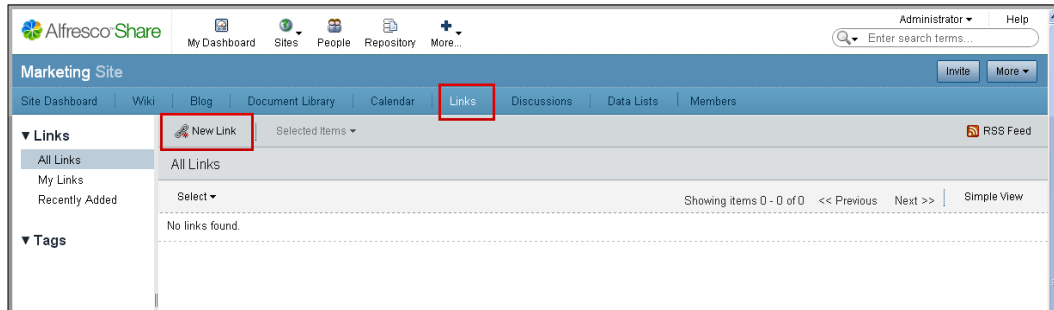 Administrator Help
Alfresco Share
My Dashboard Sites People Repository More...
Enter search terms...
Marketing Site
Invite More
Site Dashboard Wiki Blog Document Library Calendar Links Discussions Data Lists Members
Links
New Link Selected Items RSS Feed
All Links
All Links
My Links
Select Showing items 0 - 0 of 0 << Previous Next >> Simple View
Recently Added
No links found.
Tags